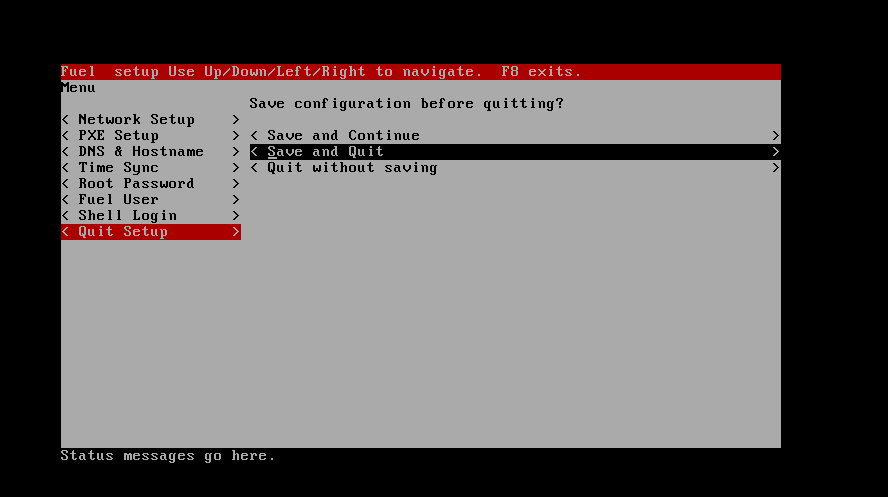 Fuel  setup Use Up/Down/Left/Right to navigate.  F8 exits.
Menu
Save configuration before quitting?
< Network Setup    >
< PXE Setup        > < Save and Continue                                       >
< DNS & Hostname   > < Save and Quit                                           >
< Time Sync        > < Quit without saving                                     >
< Root Password    >
< Fuel User        >
< Shell Login      >
< Quit Setup       >
Status messages go here.